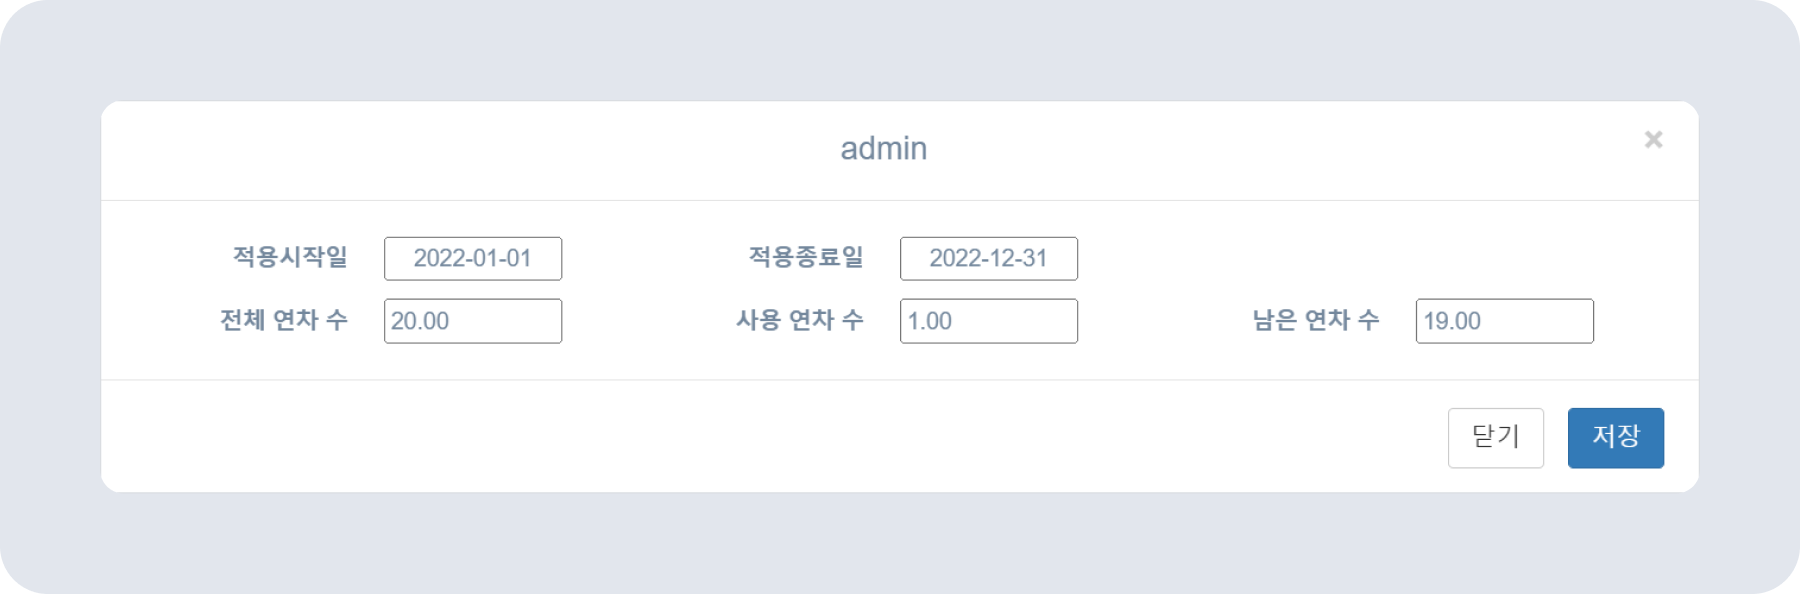 admin
×
적용시작일 2022-01-01 적용종료일 2022-12-31
전체 연차 수 20.00 사용 연차 수 1.00 남은 연차 수 19.00
닫기 저장